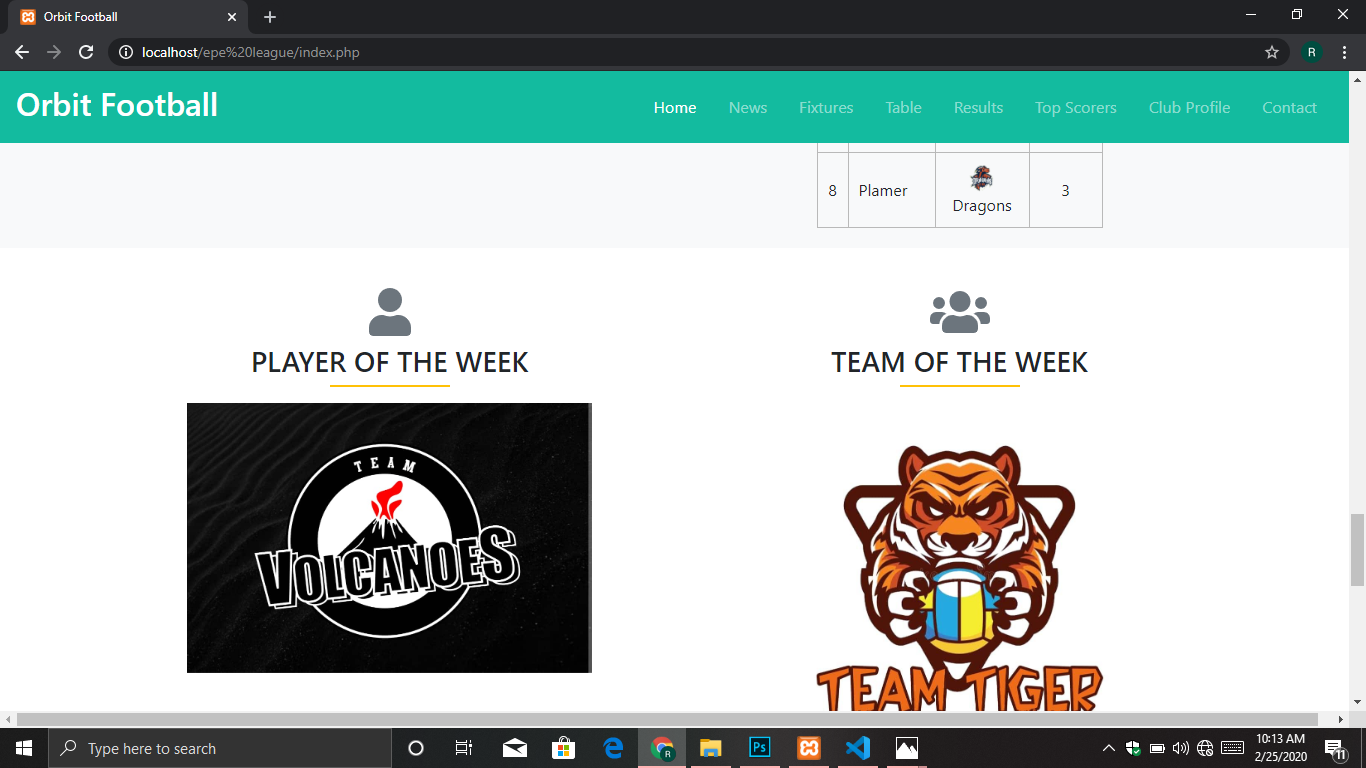 Orbit Football
localhost/epe%20league/index.php
R
Orbit Football
Home News Fixtures Table Results Top Scorers Club Profile Contact
8 Plamer Dragons 3
PLAYER OF THE WEEK
TEAM OF THE WEEK
TEAM
VOLCANOES
TEAM TIGER
Type here to search
R
Ps
10:13 AM
2/25/2020
11